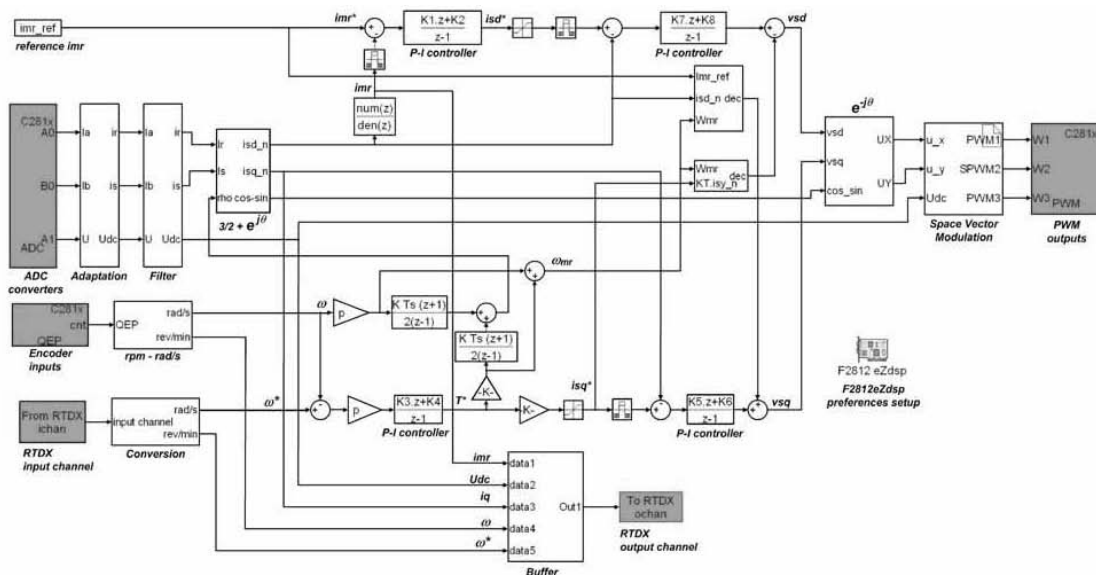 imr_ref
reference imr
imr*
K1.z+K2
z-1
P-I controller
isd*
K7.z+K8
z-1
P-I controller
vsd
imr
num(z)
den(z)
Imr_ref
isd_n dec
Wmr
Wmr
dec
KT.isy_n
C281x
A0
B0
A1
ADC
ADC
converters
Ia
ir
Ib
is
U
Udc
Adaptation
Ia
ir
Ib
is
U
Udc
Filter
Ir
isd_n
Is
isq_n
rho cos-sin
3/2 + e^jθ
e^-jθ
vsd
UX
vsq
UY
cos_sin
u_x
PWM1
u_y
SPWM2
Udc
PWM3
Space Vector
Modulation
C281x
W1
W2
W3
PWM
PWM
outputs
ωmr
C281x
cnt
QEP
Encoder
inputs
QEP
rad/s
rev/min
rpm - rad/s
ω
p
K Ts (z+1)
2(z-1)
K Ts (z+1)
2(z-1)
-K-
F2812 eZdsp
F2812eZdsp
preferences setup
From RTDX
ichan
RTDX
input channel
rad/s
input channel
rev/min
Conversion
ω*
p
K3.z+K4
z-1
P-I controller
T*
K-
isq*
K5.z+K6
z-1
P-I controller
vsq
imr
data1
Udc
data2
iq
data3
Out1
ω
data4
ω*
data5
Buffer
To RTDX
ochan
RTDX
output channel